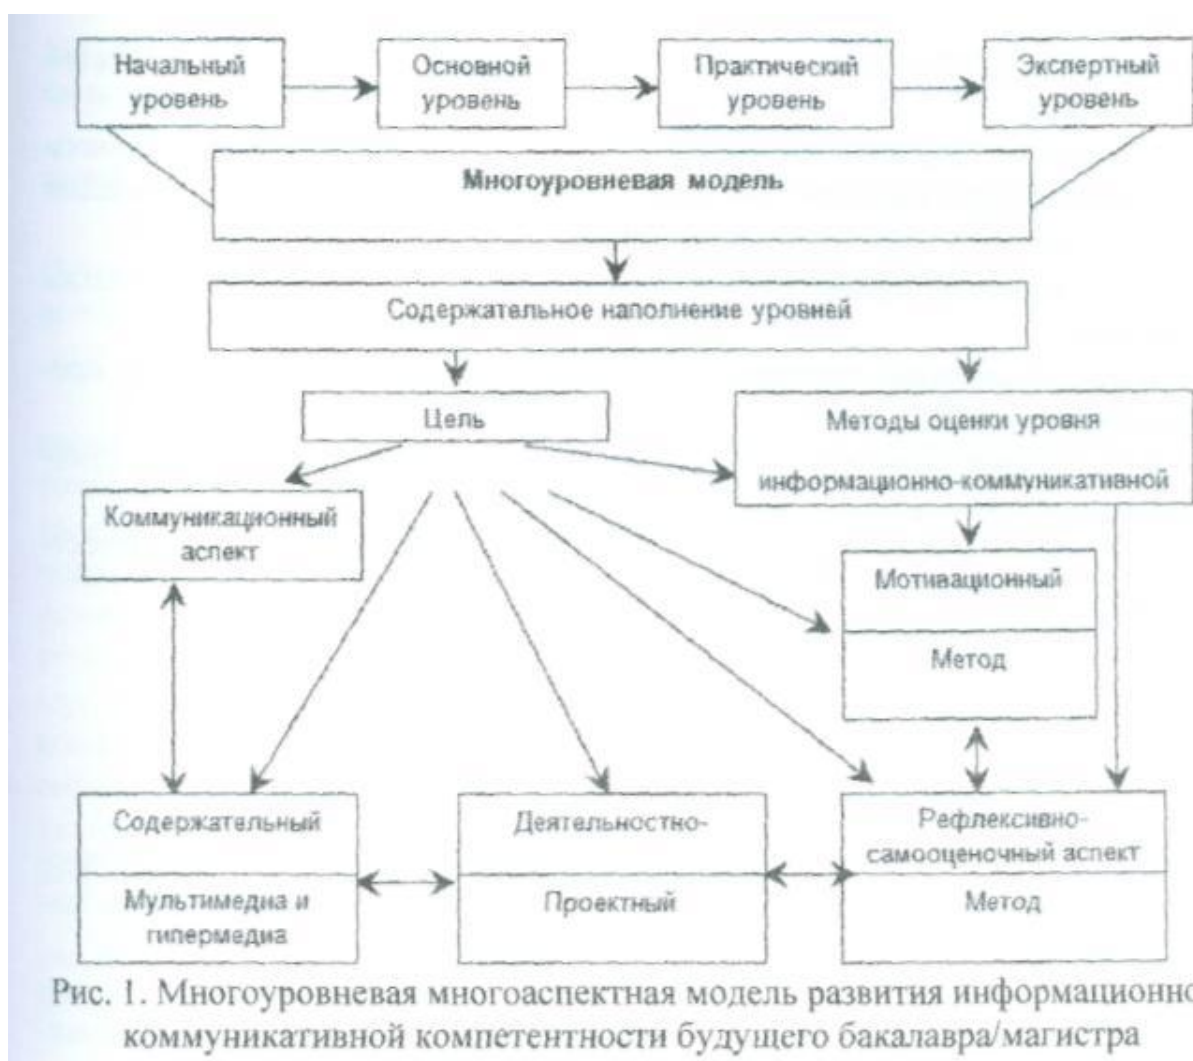 Начальный
уровень
Основной
уровень
Практический
уровень
Экспертный
уровень
Многоуровневая модель
Содержательное наполнение уровней
Цель
Методы оценки уровня
информационно-коммуникативной
Коммуникационный
аспект
Мотивационный
Метод
Содержательный
Мультимедиа и
гипермедиа
Деятельностно-
Проектный
Рефлексивно-
самооценочный аспект
Метод
Рис. 1. Многоуровневая многоаспектная модель развития информационно
коммуникативной компетентности будущего бакалавра/магистра